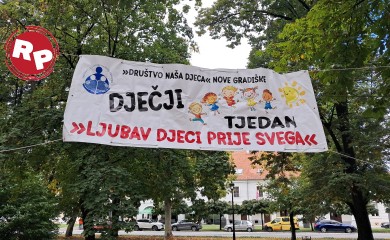 RP
»DRUŠTVO NAŠA DJECA« NOVE GRADIŠKE
DJEČJI
TJEDAN
»LJUBAV DJECI PRIJE SVEGA«